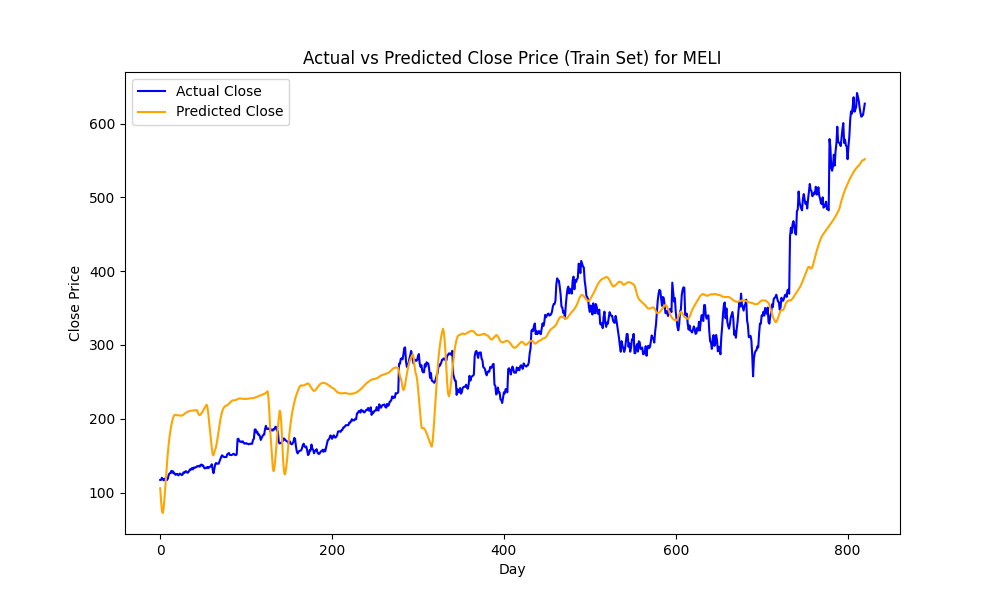 Actual vs Predicted Close Price (Train Set) for MELI
Actual Close
Predicted Close
Close Price
600
500
400
300
200
100
0
200
400
600
800
Day